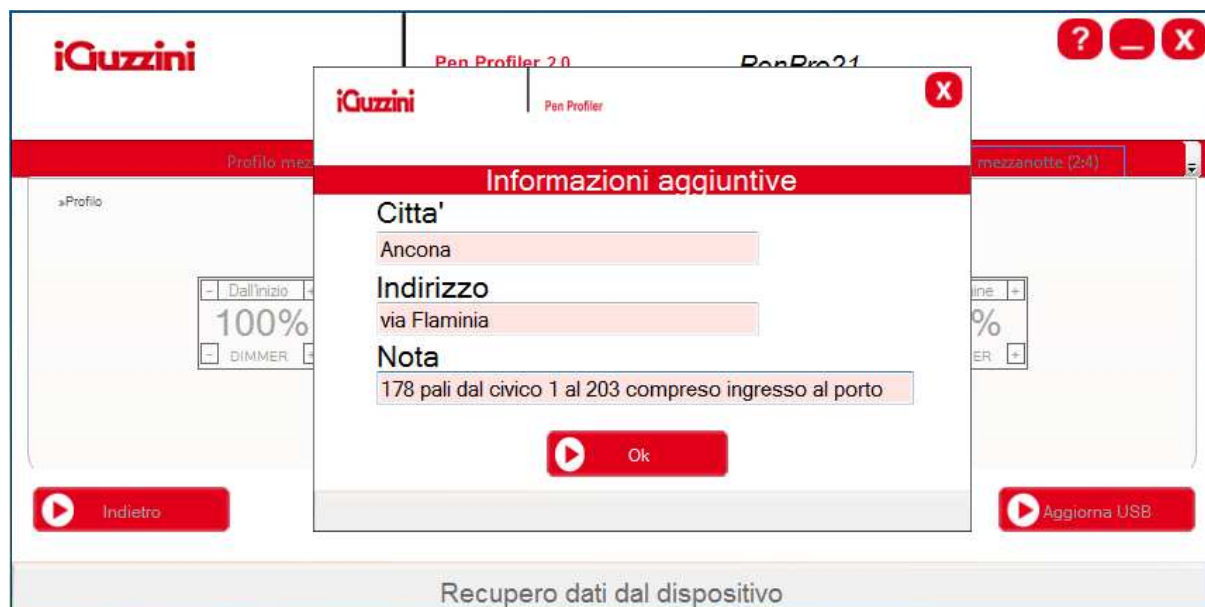 iGuzzini
Pen Profiler 2.0
PenPro21
?
X
iGuzzini
Pen Profiler
X
Profilo mez
mezzanotte (2:4)
Informazioni aggiuntive
»Profilo
Citta'
Ancona
- Dall'inizio +
Indirizzo
ine +
100%
via Flaminia
%
- DIMMER +
Nota
ER +
178 pali dal civico 1 al 203 compreso ingresso al porto
Ok
Indietro
Aggiorna USB
Recupero dati dal dispositivo